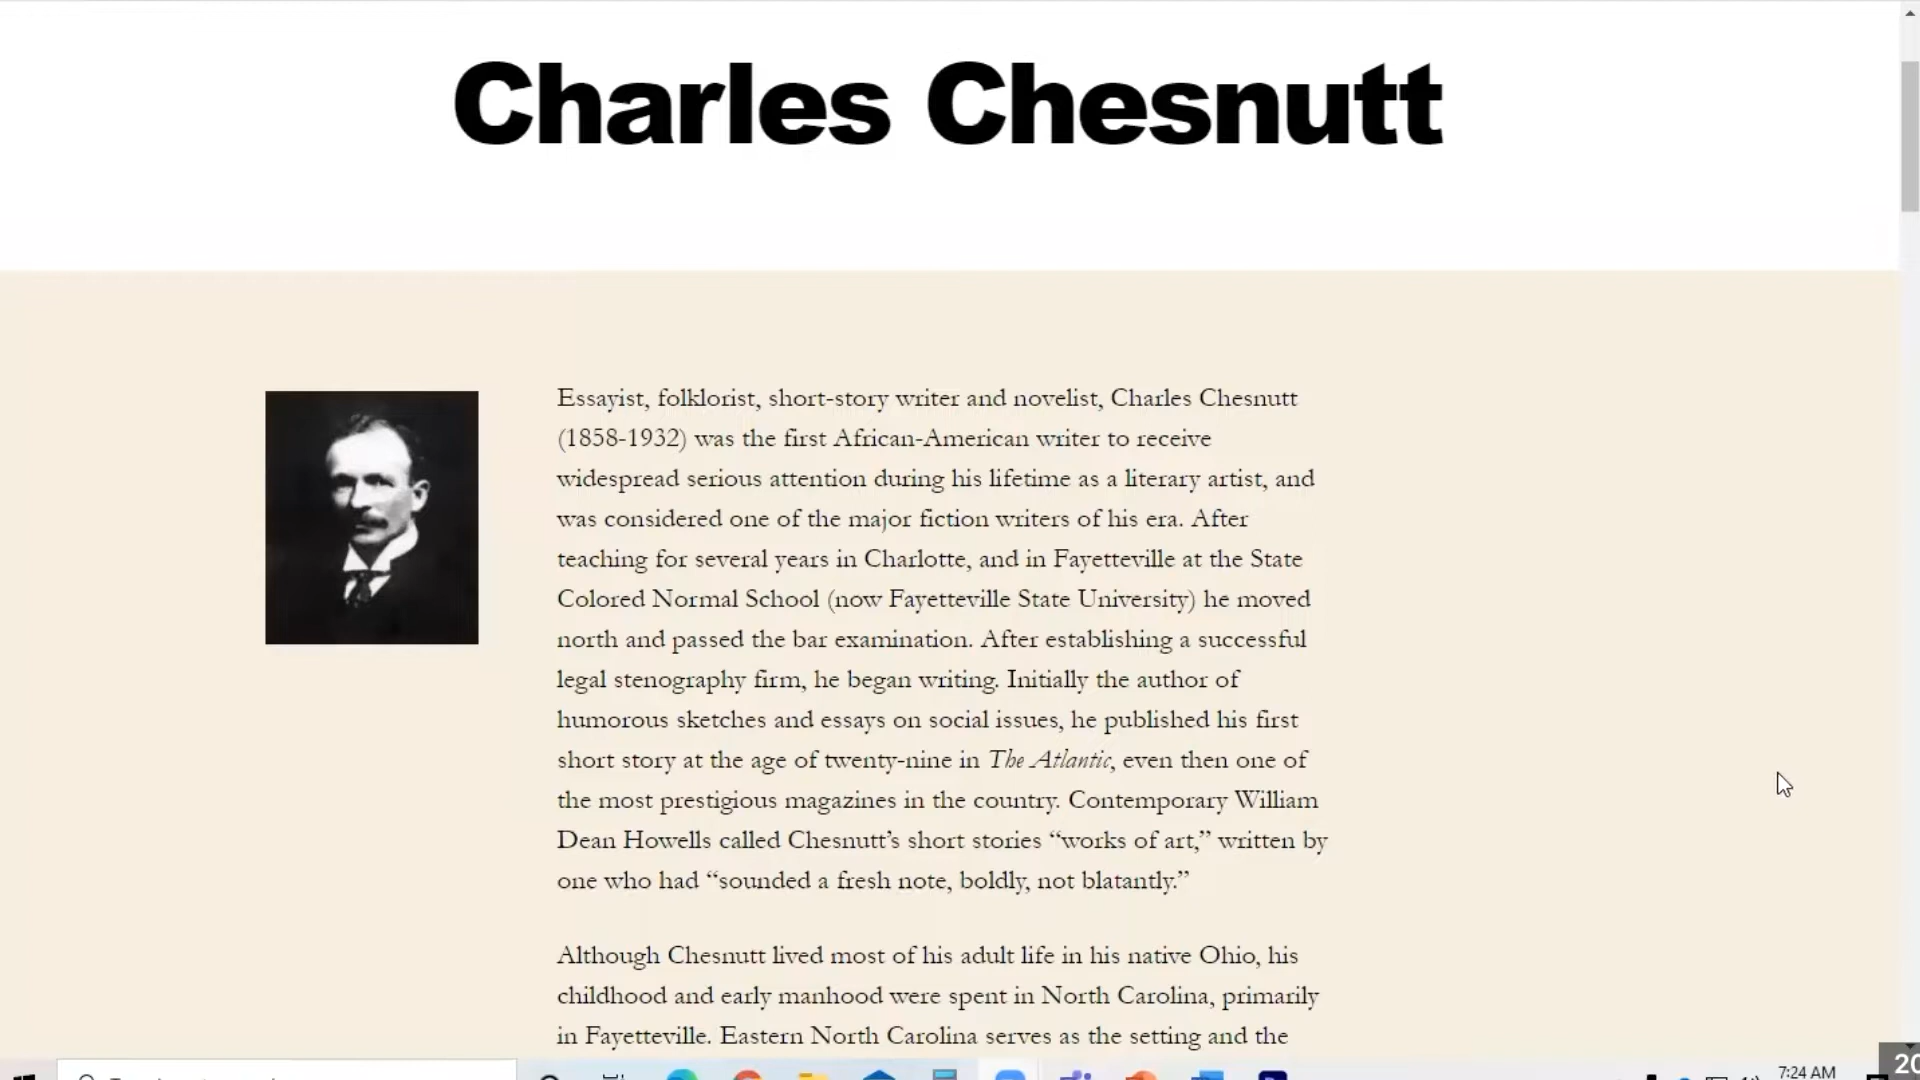 Charles Chesnutt
Essayist, folklorist, short-story writer and novelist, Charles Chesnutt
(1858-1932) was the first African-American writer to receive
widespread serious attention during his lifetime as a literary artist, and
was considered one of the major fiction writers of his era. After
teaching for several years in Charlotte, and in Fayetteville at the State
Colored Normal School (now Fayetteville State University) he moved
north and passed the bar examination. After establishing a successful
legal stenography firm, he began writing. Initially the author of
humorous sketches and essays on social issues, he published his first
short story at the age of twenty-nine in The Atlantic, even then one of
the most prestigious magazines in the country. Contemporary William
Dean Howells called Chesnutt’s short stories “works of art,” written by
one who had “sounded a fresh note, boldly, not blatantly.”
Although Chesnutt lived most of his adult life in his native Ohio, his
childhood and early manhood were spent in North Carolina, primarily
in Fayetteville. Eastern North Carolina serves as the setting and the
7:24 AM
20